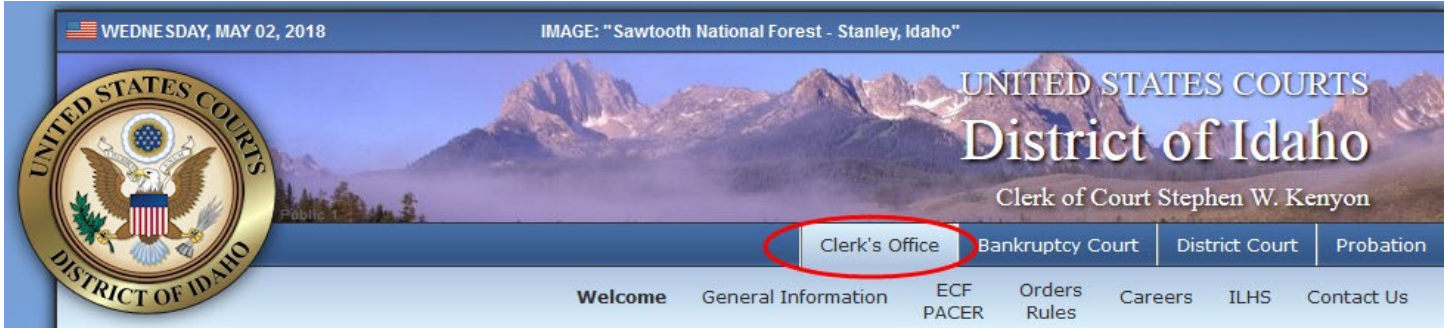 WEDNESDAY, MAY 02, 2018
IMAGE: "Sawtooth National Forest - Stanley, Idaho"
UNITED STATES COURTS
DISTRICT OF IDAHO
UNITED STATES COURTS
District of Idaho
Clerk of Court Stephen W. Kenyon
Public 1
Clerk's Office
Bankruptcy Court
District Court
Probation
Welcome
General Information
ECF
PACER
Orders
Rules
Careers
ILHS
Contact Us